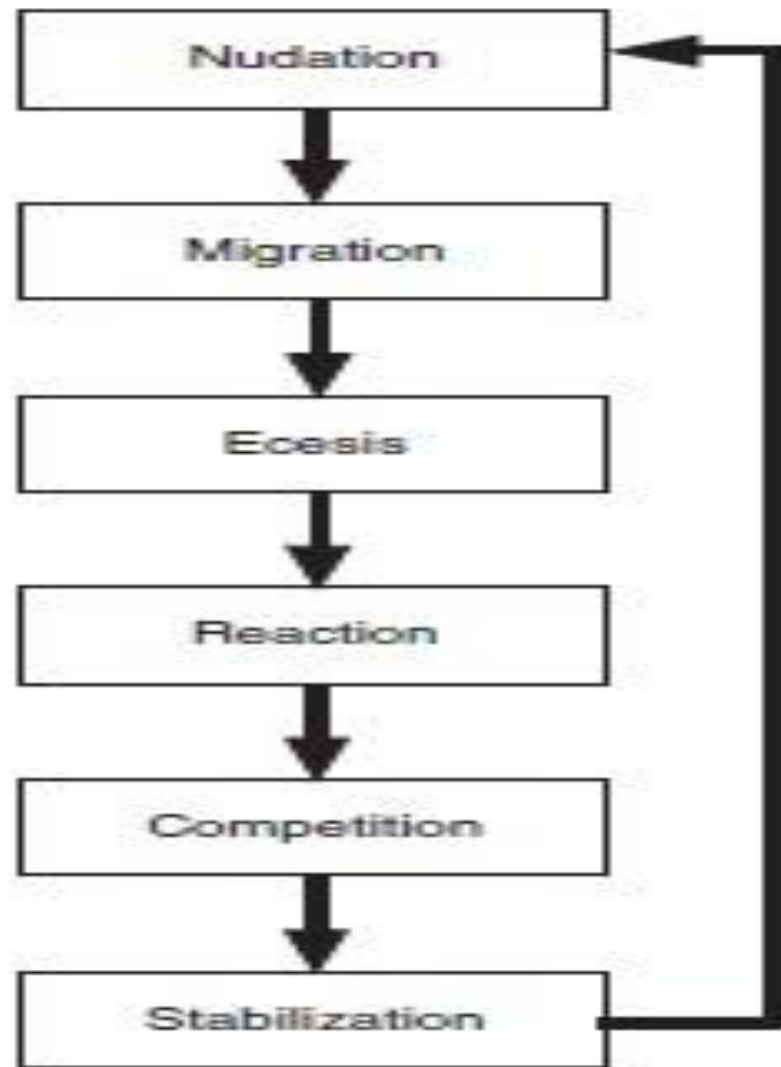 Nudation
Migration
Ecesis
Reaction
Competition
Stabilization